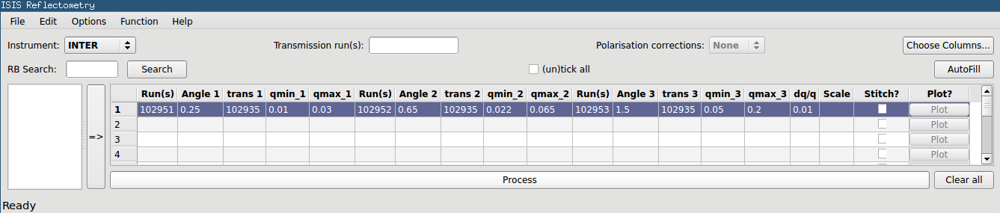 ISIS Reflectometry
File Edit Options Function Help
Instrument: INTER Transmission run(s): Polarisation corrections: None Choose Columns...
RB Search: Search (un)tick all AutoFill
Run(s) Angle 1 trans 1 qmin_1 qmax_1 Run(s) Angle 2 trans 2 qmin_2 qmax_2 Run(s) Angle 3 trans 3 qmin_3 qmax_3 dq/q Scale Stitch? Plot?
1 102951 0.25 102935 0.01 0.03 102952 0.65 102935 0.022 0.065 102953 1.5 102935 0.05 0.2 0.01 Plot
2 Plot
=> 3 Plot
4 Plot
Process Clear all
Ready